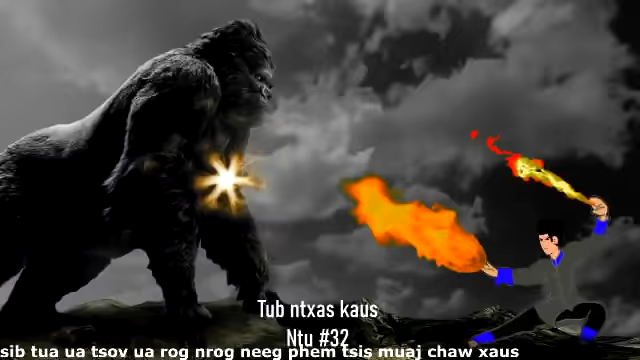 Tub ntxas kaus
Ntu #32
sib tua ua tsov ua rog nrog neeg phem tsis muaj chaw xaus